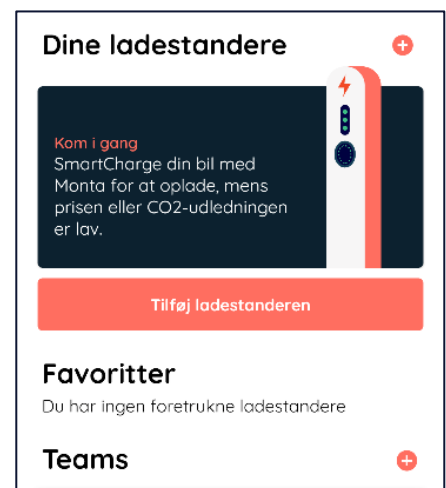 Dine ladestandere
Kom i gang
SmartCharge din bil med
Monta for at oplade, mens
prisen eller CO2-udledningen
er lav.
Tilføj ladestanderen
Favoritter
Du har ingen foretrukne ladestandere
Teams